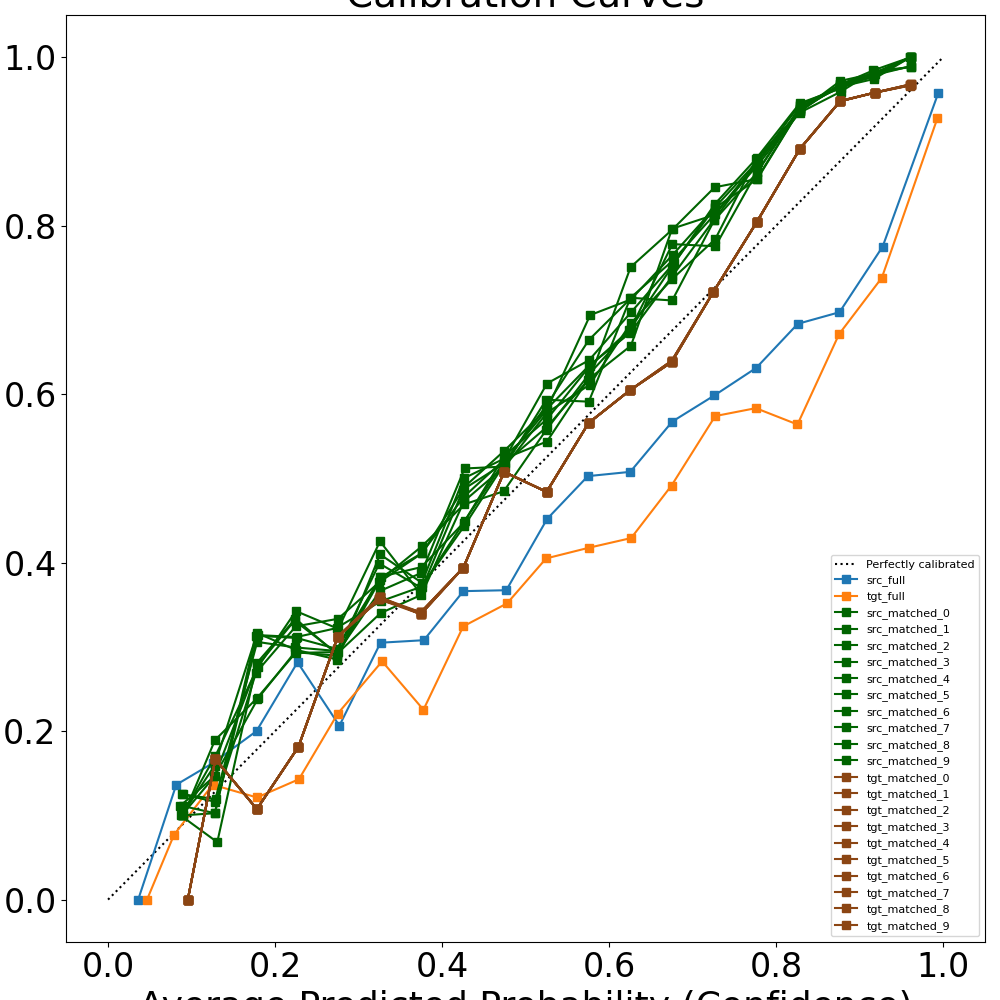 Calibration Curves
1.0
0.8
0.6
0.4
0.2
0.0
Perfectly calibrated
src_full
tgt_full
src_matched_0
src_matched_1
src_matched_2
src_matched_3
src_matched_4
src_matched_5
src_matched_6
src_matched_7
src_matched_8
src_matched_9
tgt_matched_0
tgt_matched_1
tgt_matched_2
tgt_matched_3
tgt_matched_4
tgt_matched_5
tgt_matched_6
tgt_matched_7
tgt_matched_8
tgt_matched_9
0.0 0.2 0.4 0.6 0.8 1.0
Average Predicted Probability (Confidence)